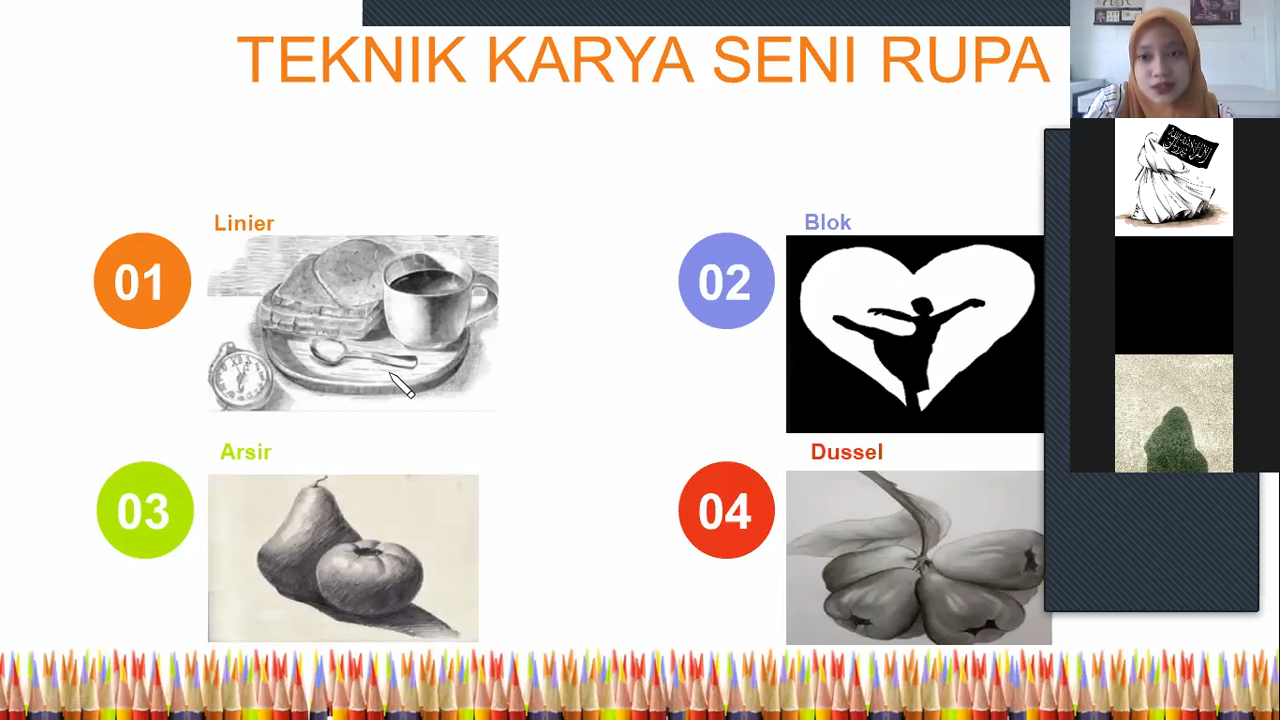 TEKNIK KARYA SENI RUPA
Linier
01
Blok
02
Arsir
03
Dussel
04